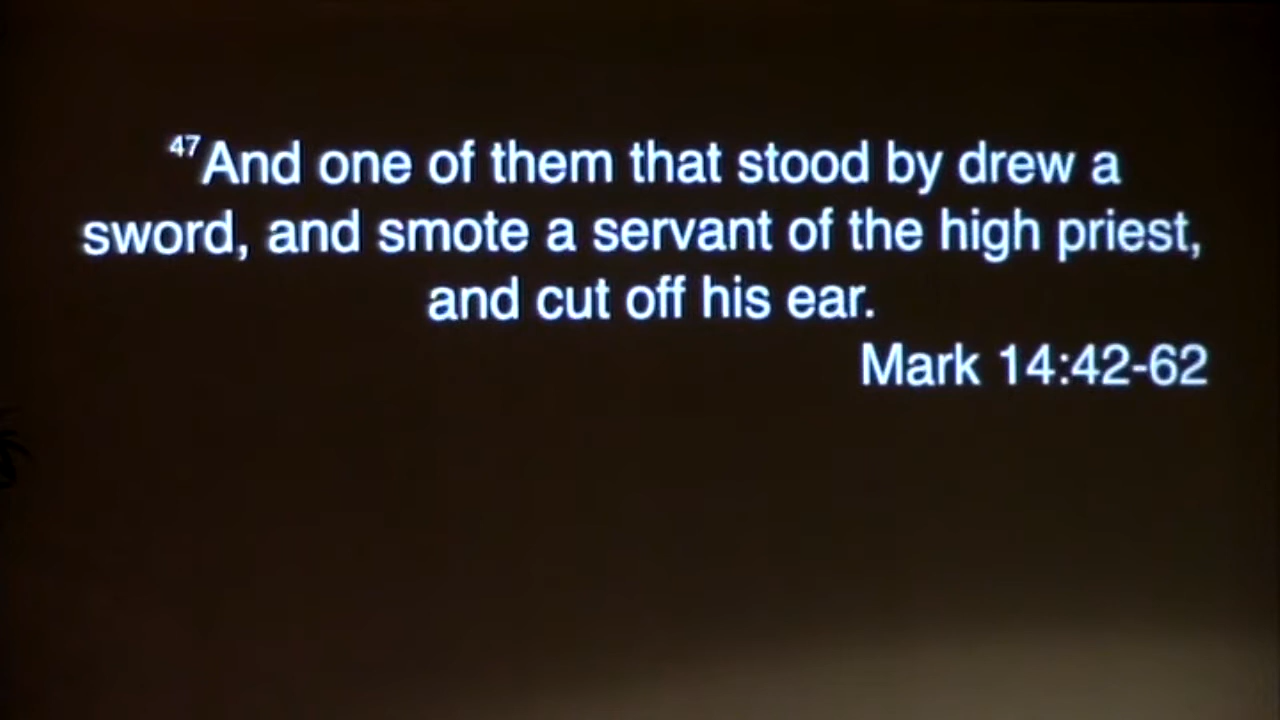 ⁴⁷And one of them that stood by drew a
sword, and smote a servant of the high priest,
and cut off his ear.
Mark 14:42-62